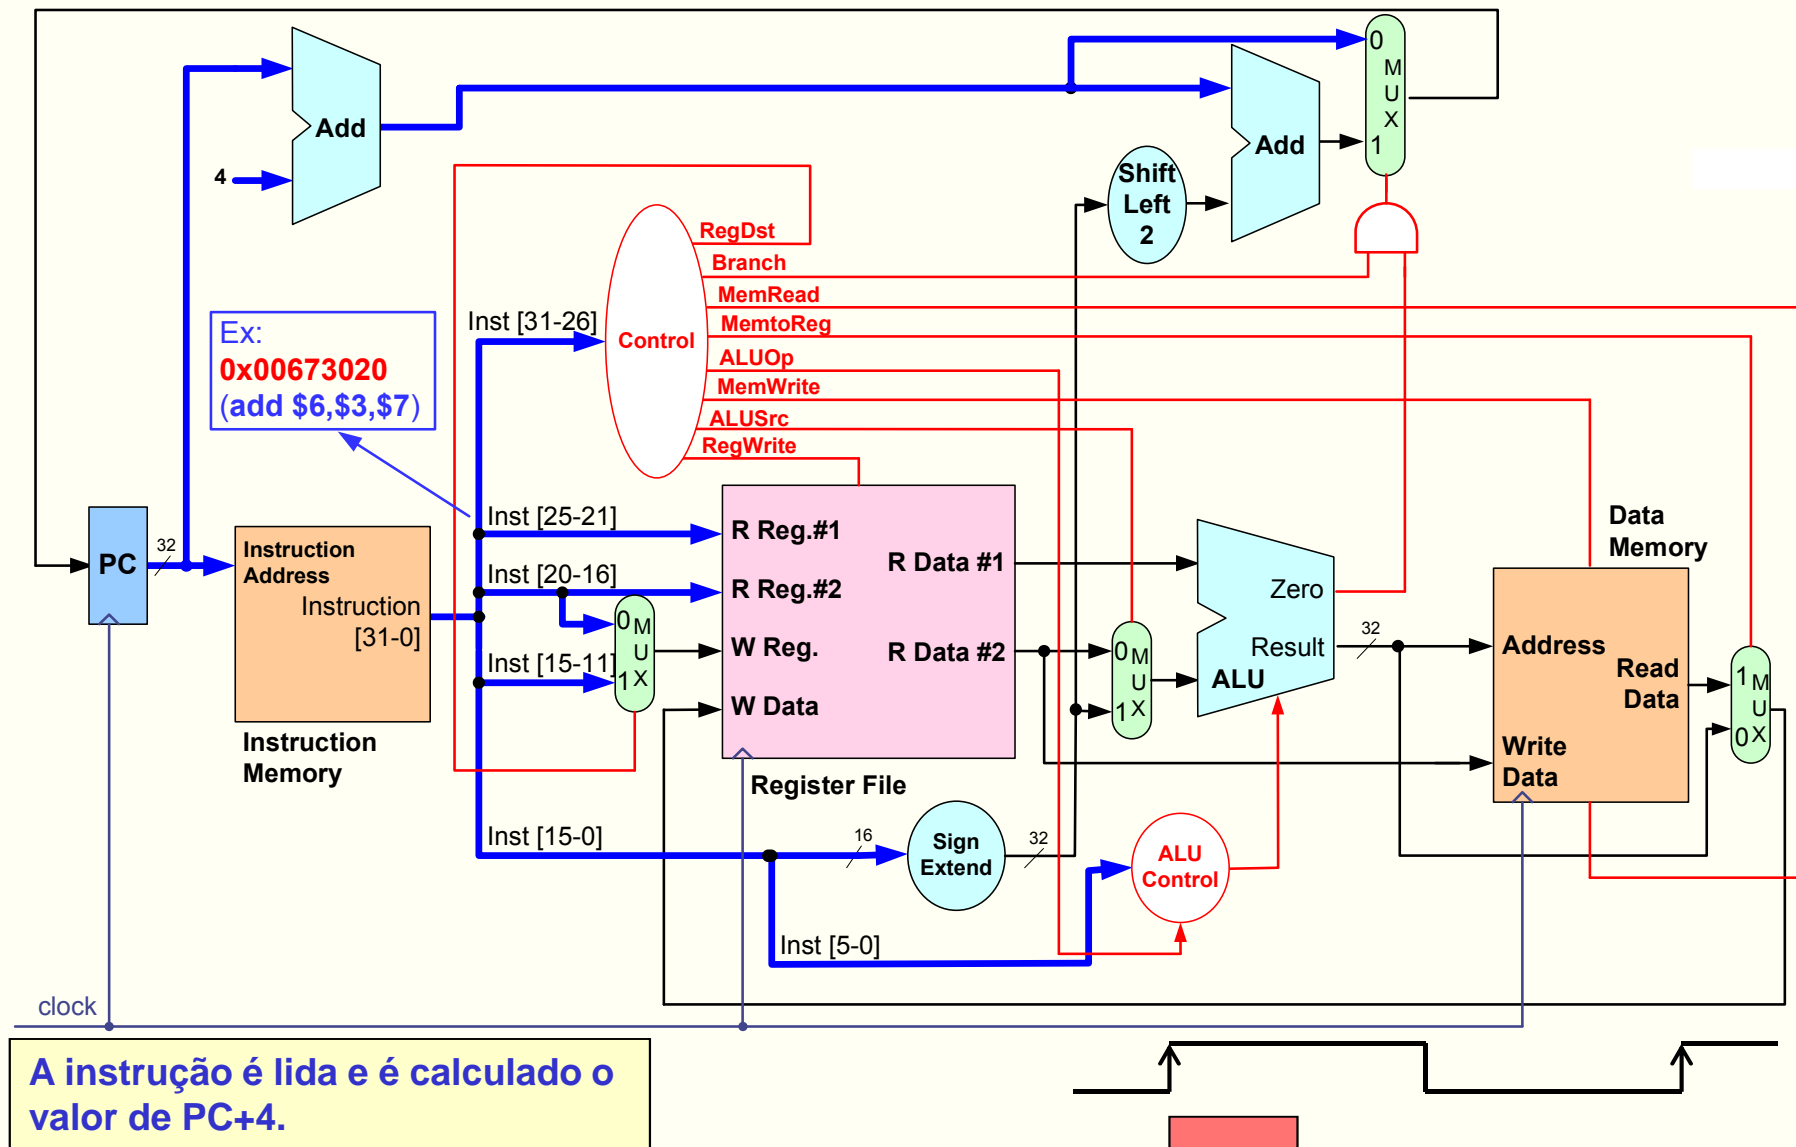 0
M
U
X
1
Add
4
Add
Shift
Left
2
RegDst
Branch
MemRead
MemtoReg
ALUOp
MemWrite
ALUSrc
RegWrite
Control
Inst [31-26]
Ex:
0x00673020
(add $6,$3,$7)
PC
32
Instruction
Address
Instruction
[31-0]
Instruction
Memory
Inst [25-21]
Inst [20-16]
Inst [15-11]
0
M
U
X
1
R Reg.#1
R Reg.#2
W Reg.
W Data
R Data #1
R Data #2
Register File
0
M
U
X
1
Zero
Result
ALU
32
Data
Memory
Address
Read
Data
Write
Data
1
M
U
X
0
Inst [15-0]
16
Sign
Extend
32
ALU
Control
Inst [5-0]
clock
A instrução é lida e é calculado o
valor de PC+4.